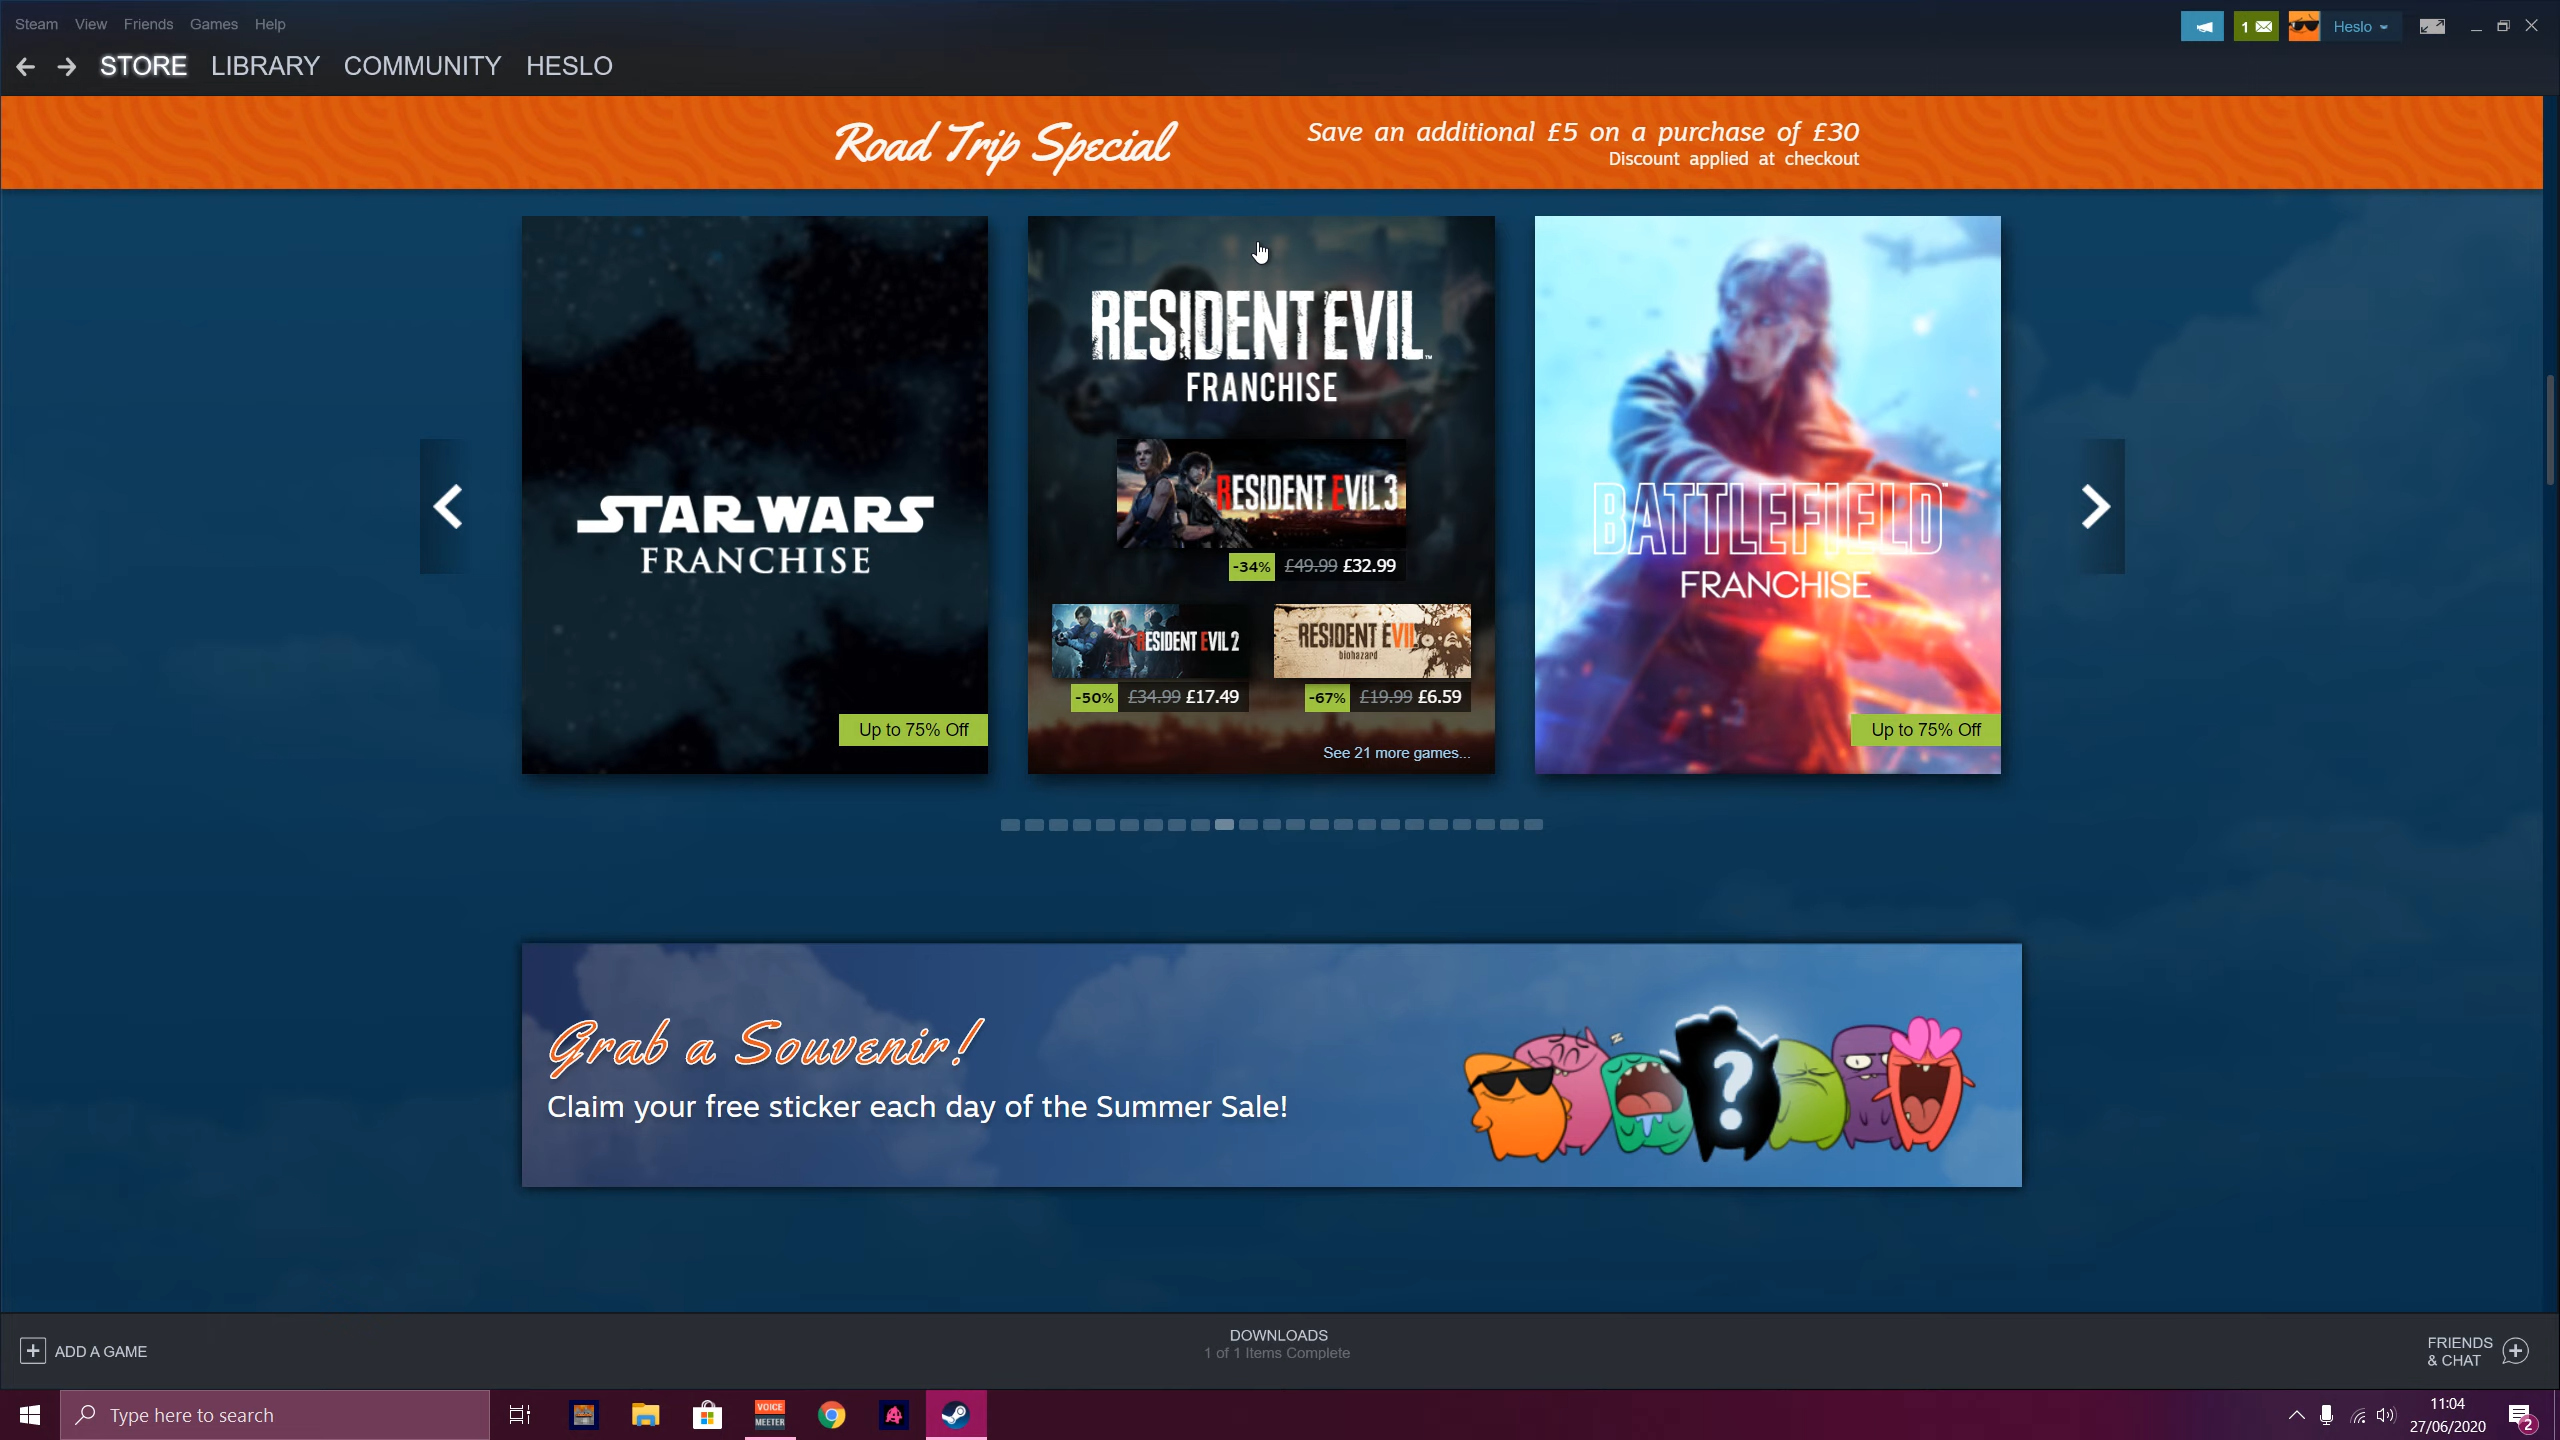 Steam View Friends Games Help
1 Heslo
STORE LIBRARY COMMUNITY HESLO
Road Trip Special
Save an additional £5 on a purchase of £30
Discount applied at checkout
STAR WARS
FRANCHISE
Up to 75% Off
RESIDENT EVIL™
FRANCHISE
RESIDENT EVIL 3
-34% £49.99 £32.99
RESIDENT EVIL 2
-50% £34.99 £17.49
RESIDENT EVII
biohazard
-67% £19.99 £6.59
See 21 more games...
BATTLEFIELD™
FRANCHISE
Up to 75% Off
Grab a Souvenir!
Claim your free sticker each day of the Summer Sale!
z
?
ADD A GAME
DOWNLOADS
1 of 1 Items Complete
FRIENDS
& CHAT
Type here to search
VOICE
MEETER
11:04
27/06/2020
2